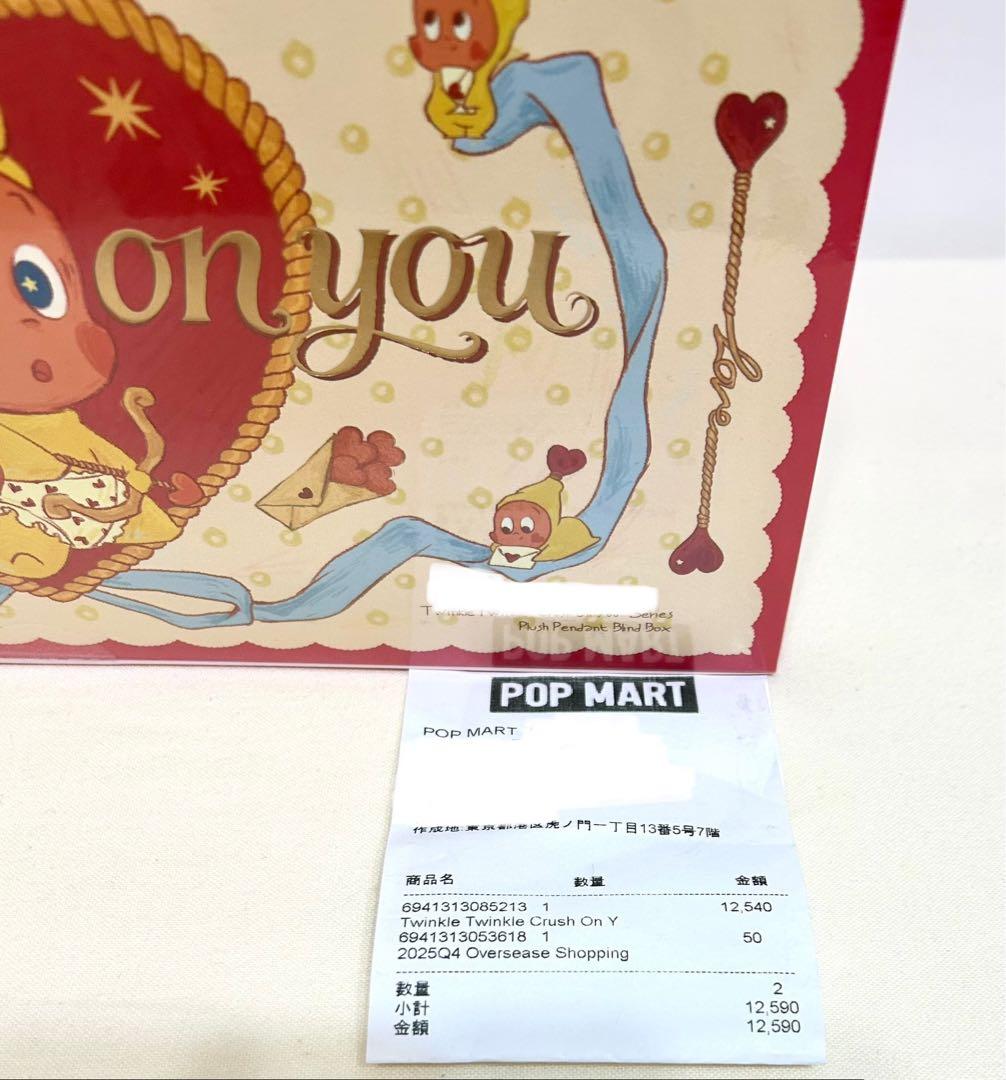 on you
Love
Series
Plush Pendant Blind Box
POP MART
POP MART
作成地:東京都港区虎ノ門一丁目13番5号7階
商品名 数量 金額
6941313085213 1 12,540
Twinkle Twinkle Crush On Y
6941313053618 1 50
2025Q4 Oversease Shopping
数量 2
小計 12,590
金額 12,590